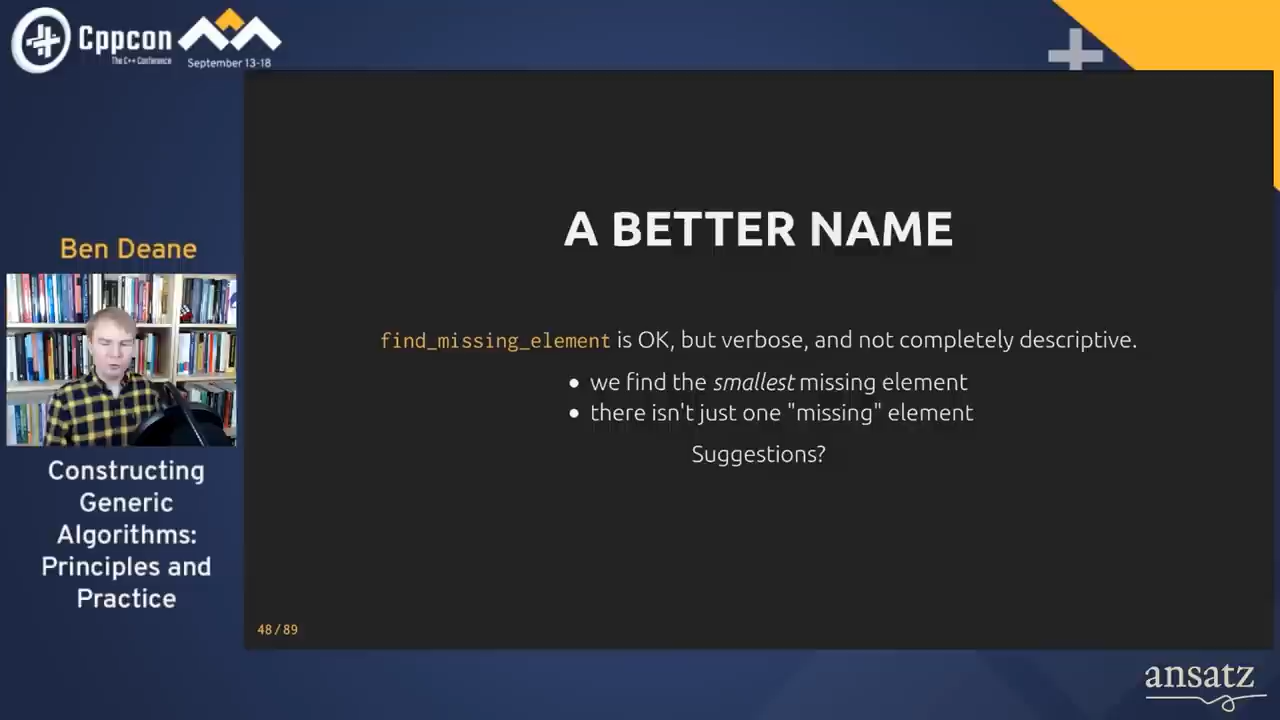 Cppcon
The C++ Conference
September 13-18
Ben Deane
Constructing
Generic
Algorithms:
Principles and
Practice
A BETTER NAME
find_missing_element is OK, but verbose, and not completely descriptive.
• we find the smallest missing element
• there isn't just one "missing" element
Suggestions?
48/89
ansatz